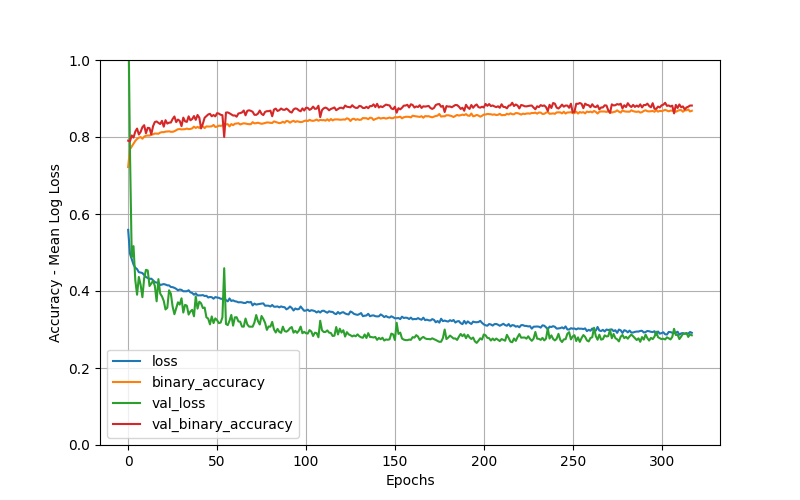 1.0
0.8
0.6
0.4
0.2
0.0
Accuracy - Mean Log Loss
loss
binary_accuracy
val_loss
val_binary_accuracy
0 50 100 150 200 250 300
Epochs